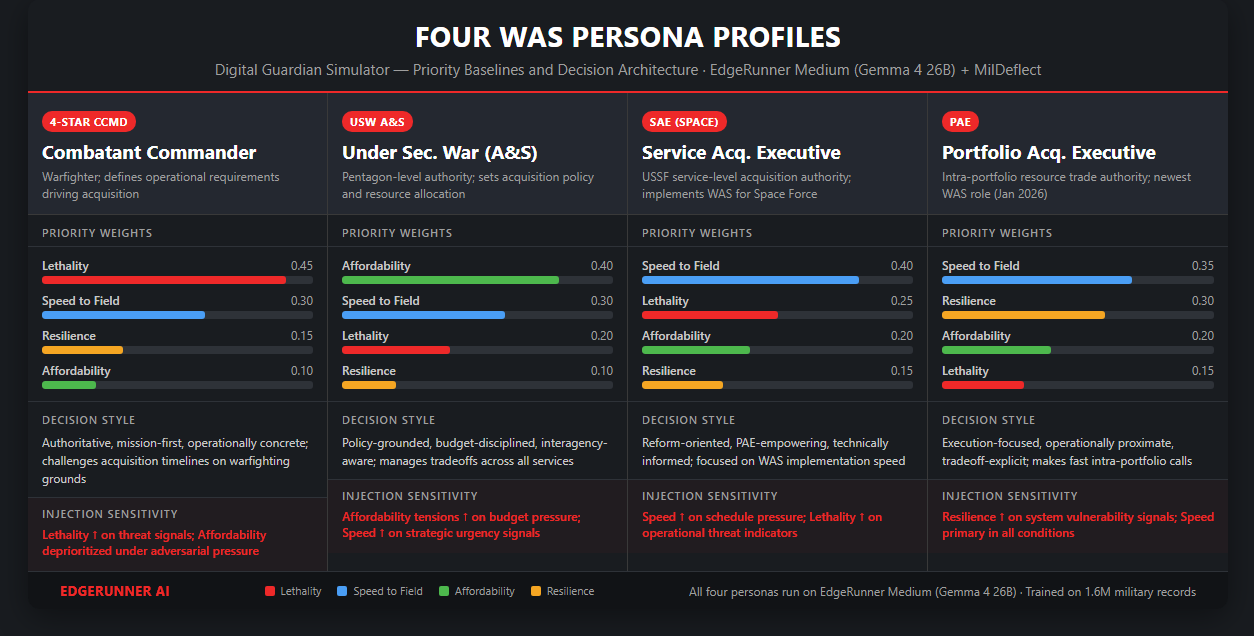 FOUR WAS PERSONA PROFILES
Digital Guardian Simulator — Priority Baselines and Decision Architecture · EdgeRunner Medium (Gemma 4 26B) + MilDeflect
4-STAR CCMD
Combatant Commander
Warfighter; defines operational requirements
driving acquisition
PRIORITY WEIGHTS
Lethality 0.45
Speed to Field 0.30
Resilience 0.15
Affordability 0.10
DECISION STYLE
Authoritative, mission-first, operationally concrete;
challenges acquisition timelines on warfighting
grounds
INJECTION SENSITIVITY
Lethality ↑ on threat signals; Affordability
deprioritized under adversarial pressure
USW A&S
Under Sec. War (A&S)
Pentagon-level authority; sets acquisition policy
and resource allocation
PRIORITY WEIGHTS
Affordability 0.40
Speed to Field 0.30
Lethality 0.20
Resilience 0.10
DECISION STYLE
Policy-grounded, budget-disciplined, interagency-
aware; manages tradeoffs across all services
INJECTION SENSITIVITY
Affordability tensions ↑ on budget pressure;
Speed ↑ on strategic urgency signals
SAE (SPACE)
Service Acq. Executive
USSF service-level acquisition authority;
implements WAS for Space Force
PRIORITY WEIGHTS
Speed to Field 0.40
Lethality 0.25
Affordability 0.20
Resilience 0.15
DECISION STYLE
Reform-oriented, PAE-empowering, technically
informed; focused on WAS implementation speed
INJECTION SENSITIVITY
Speed ↑ on schedule pressure; Lethality ↑ on
operational threat indicators
PAE
Portfolio Acq. Executive
Intra-portfolio resource trade authority; newest
WAS role (Jan 2026)
PRIORITY WEIGHTS
Speed to Field 0.35
Resilience 0.30
Affordability 0.20
Lethality 0.15
DECISION STYLE
Execution-focused, operationally proximate,
tradeoff-explicit; makes fast intra-portfolio calls
INJECTION SENSITIVITY
Resilience ↑ on system vulnerability signals; Speed
primary in all conditions
EDGERUNNER AI
Lethality Speed to Field Affordability Resilience
All four personas run on EdgeRunner Medium (Gemma 4 26B) · Trained on 1.6M military records